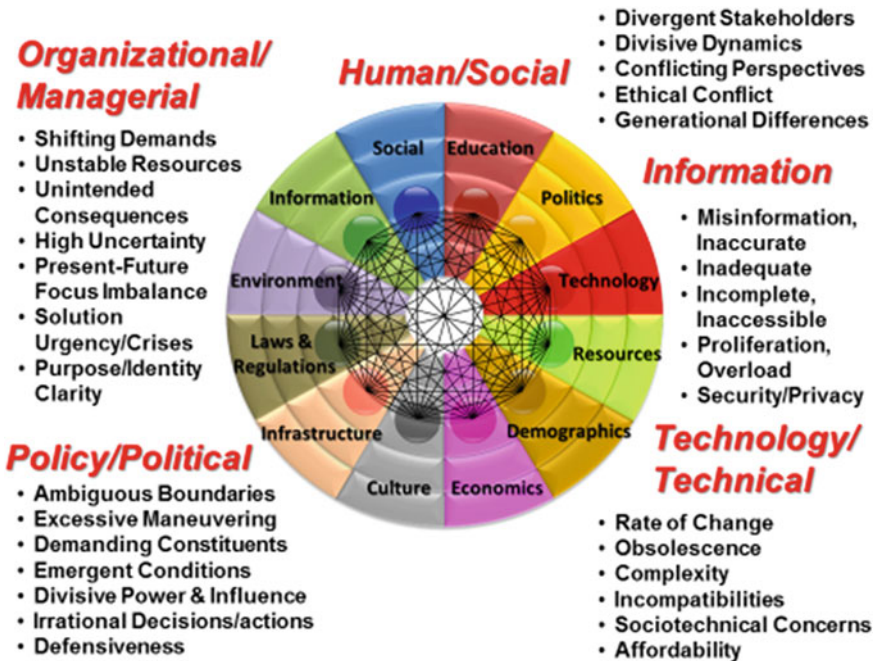 Organizational/
Managerial
• Shifting Demands
• Unstable Resources
• Unintended
Consequences
• High Uncertainty
• Present-Future
Focus Imbalance
• Solution
Urgency/Crises
• Purpose/Identity
Clarity
Human/Social
• Divergent Stakeholders
• Divisive Dynamics
• Conflicting Perspectives
• Ethical Conflict
• Generational Differences
Information
• Misinformation,
Inaccurate
• Inadequate
• Incomplete,
Inaccessible
• Proliferation,
Overload
• Security/Privacy
Social
Education
Politics
Technology
Resources
Demographics
Economics
Culture
Infrastructure
Laws &
Regulations
Environment
Information
Policy/Political
• Ambiguous Boundaries
• Excessive Maneuvering
• Demanding Constituents
• Emergent Conditions
• Divisive Power & Influence
• Irrational Decisions/actions
• Defensiveness
Technology/
Technical
• Rate of Change
• Obsolescence
• Complexity
• Incompatibilities
• Sociotechnical Concerns
• Affordability